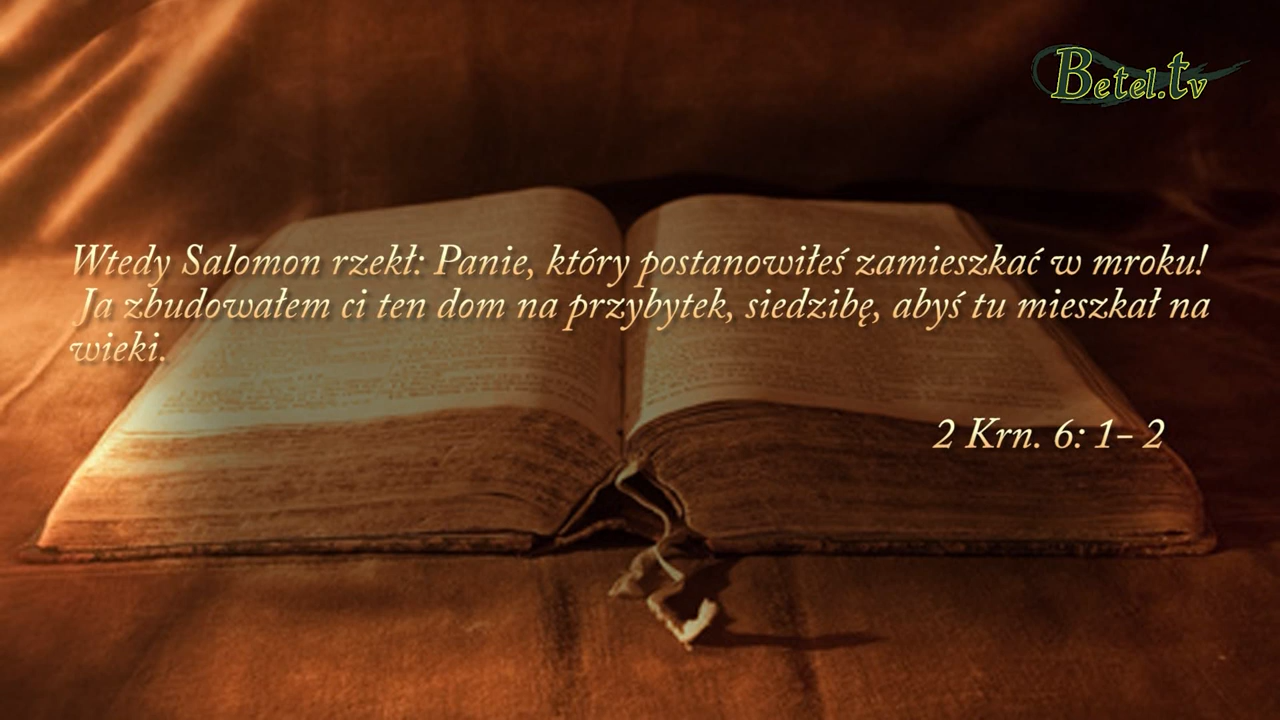 Betel.tv
Wtedy Salomon rzekł: Panie, który postanowiłeś zamieszkać w mroku!
Ja zbudowałem ci ten dom na przybytek, siedzibę, abyś tu mieszkał na
wieki.
2 Krn. 6: 1- 2